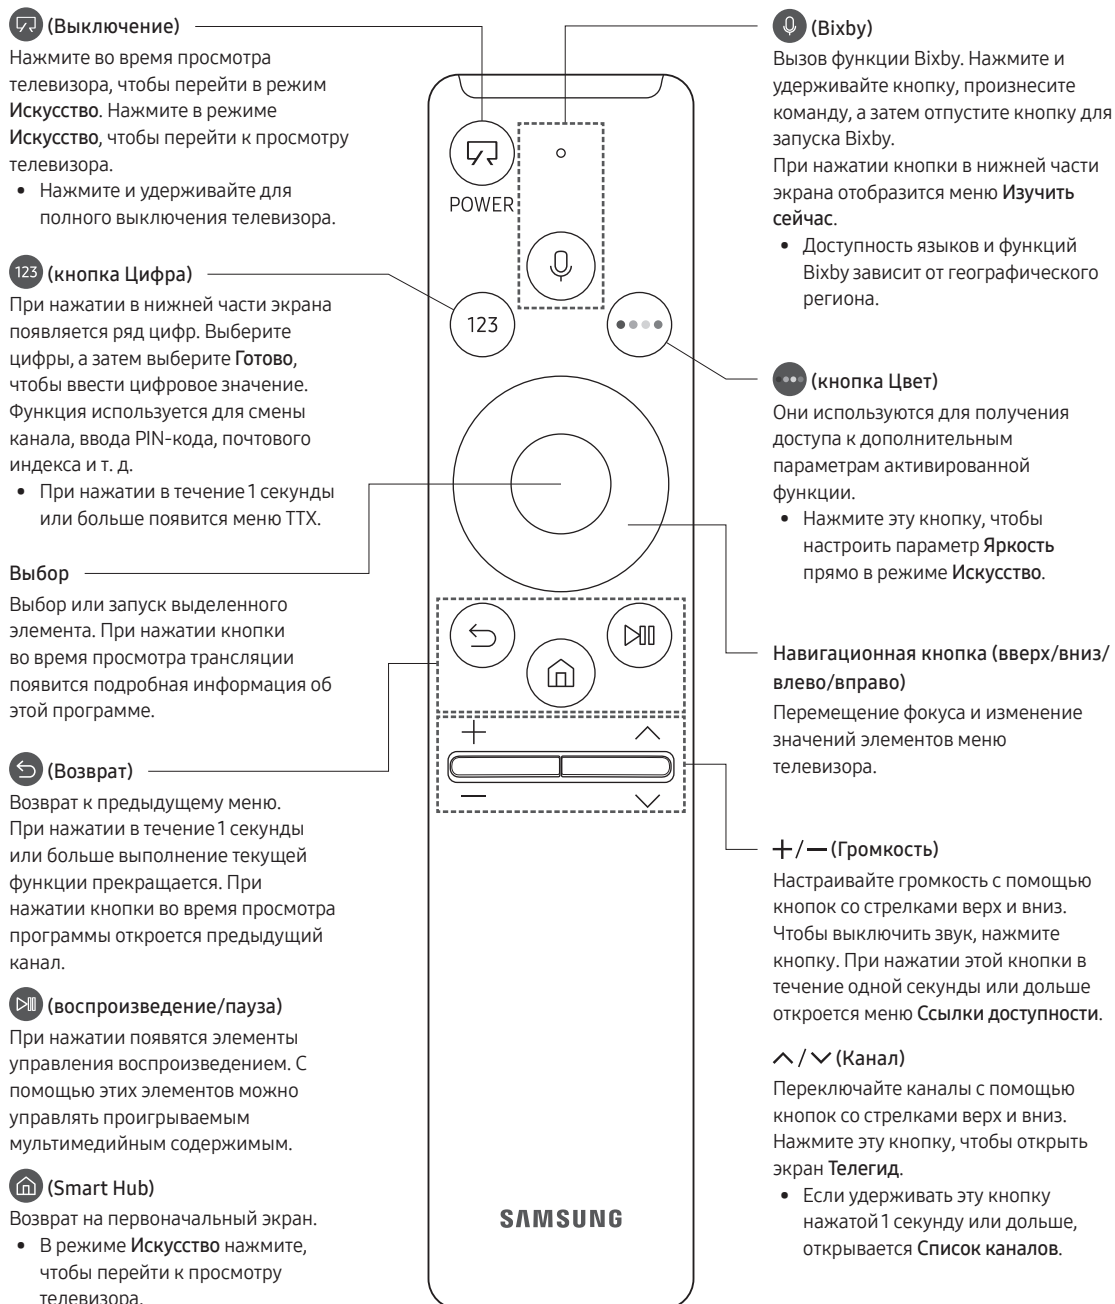 (Выключение)
Нажмите во время просмотра
телевизора, чтобы перейти в режим
Искусство. Нажмите в режиме
Искусство, чтобы перейти к просмотру
телевизора.
• Нажмите и удерживайте для
полного выключения телевизора.
123 (кнопка Цифра)
При нажатии в нижней части экрана
появляется ряд цифр. Выберите
цифры, а затем выберите Готово,
чтобы ввести цифровое значение.
Функция используется для смены
канала, ввода PIN-кода, почтового
индекса и т. д.
• При нажатии в течение 1 секунды
или больше появится меню TTX.
Выбор
Выбор или запуск выделенного
элемента. При нажатии кнопки
во время просмотра трансляции
появится подробная информация об
этой программе.
(Возврат)
Возврат к предыдущему меню.
При нажатии в течение 1 секунды
или больше выполнение текущей
функции прекращается. При
нажатии кнопки во время просмотра
программы откроется предыдущий
канал.
(воспроизведение/пауза)
При нажатии появятся элементы
управления воспроизведением. С
помощью этих элементов можно
управлять проигрываемым
мультимедийным содержимым.
(Smart Hub)
Возврат на первоначальный экран.
• В режиме Искусство нажмите,
чтобы перейти к просмотру
телевизора.
POWER
123
SAMSUNG
(Bixby)
Вызов функции Bixby. Нажмите и
удерживайте кнопку, произнесите
команду, а затем отпустите кнопку для
запуска Bixby.
При нажатии кнопки в нижней части
экрана отобразится меню Изучить
сейчас.
• Доступность языков и функций
Bixby зависит от географического
региона.
(кнопка Цвет)
Они используются для получения
доступа к дополнительным
параметрам активированной
функции.
• Нажмите эту кнопку, чтобы
настроить параметр Яркость
прямо в режиме Искусство.
Навигационная кнопка (вверх/вниз/
влево/вправо)
Перемещение фокуса и изменение
значений элементов меню
телевизора.
+/— (Громкость)
Настраивайте громкость с помощью
кнопок со стрелками верх и вниз.
Чтобы выключить звук, нажмите
кнопку. При нажатии этой кнопки в
течение одной секунды или дольше
откроется меню Ссылки доступности.
/ (Канал)
Переключайте каналы с помощью
кнопок со стрелками верх и вниз.
Нажмите эту кнопку, чтобы открыть
экран Телегид.
• Если удерживать эту кнопку
нажатой 1 секунду или дольше,
открывается Список каналов.